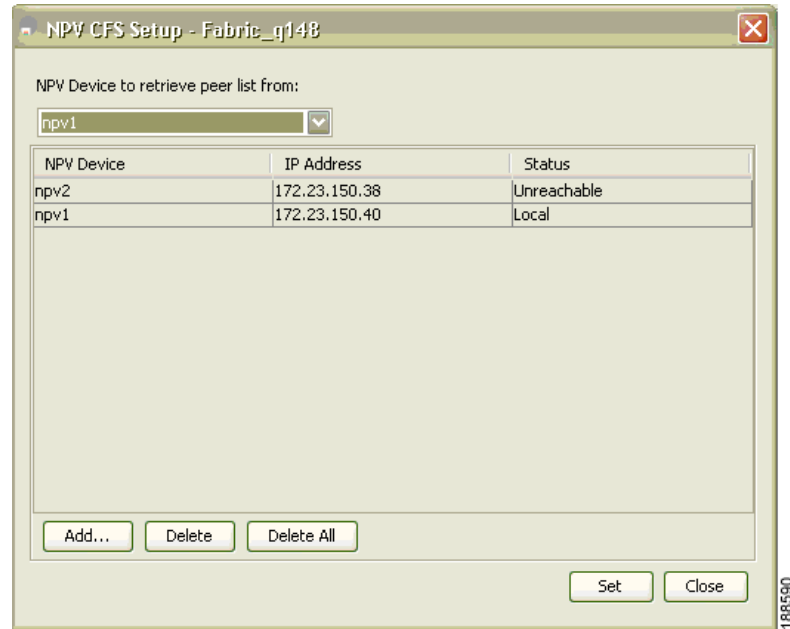 NPV CFS Setup - Fabric_q148
NPV Device to retrieve peer list from:
npv1
NPV Device IP Address Status
npv2 172.23.150.38 Unreachable
npv1 172.23.150.40 Local
Add... Delete Delete All
Set Close
188590